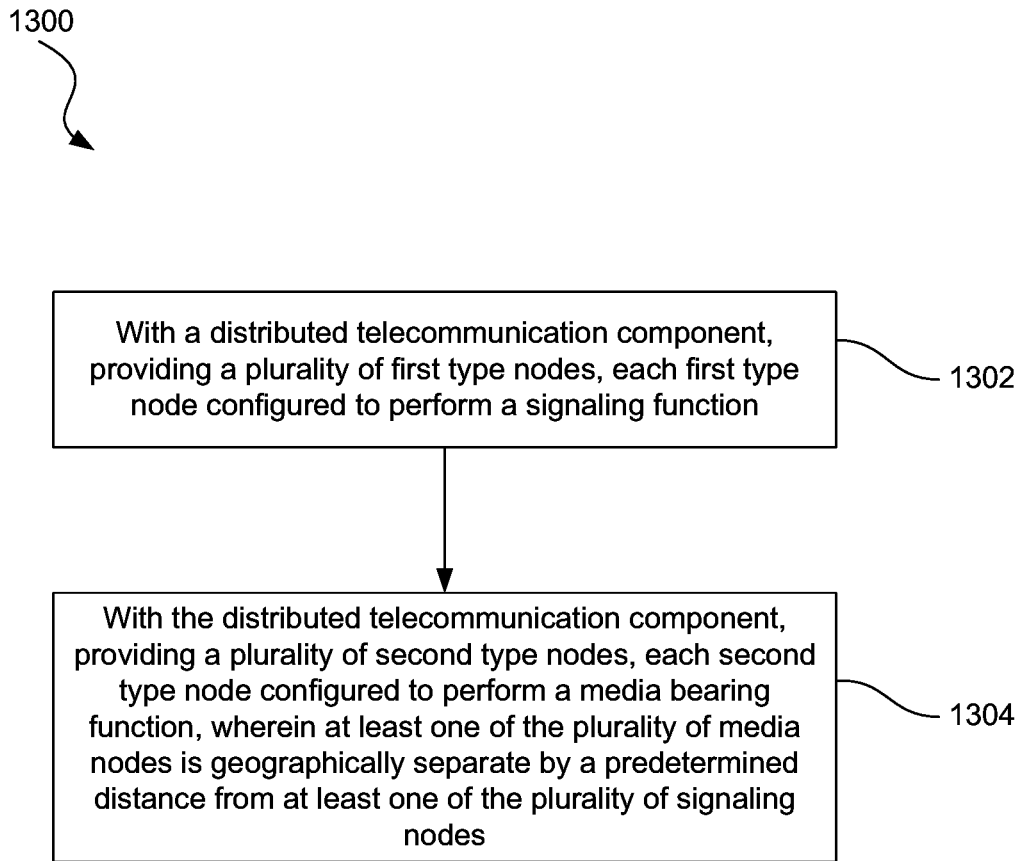 1300
With a distributed telecommunication component,
providing a plurality of first type nodes, each first type
node configured to perform a signaling function
1302
With the distributed telecommunication component,
providing a plurality of second type nodes, each second
type node configured to perform a media bearing
function, wherein at least one of the plurality of media
nodes is geographically separate by a predetermined
distance from at least one of the plurality of signaling
nodes
1304